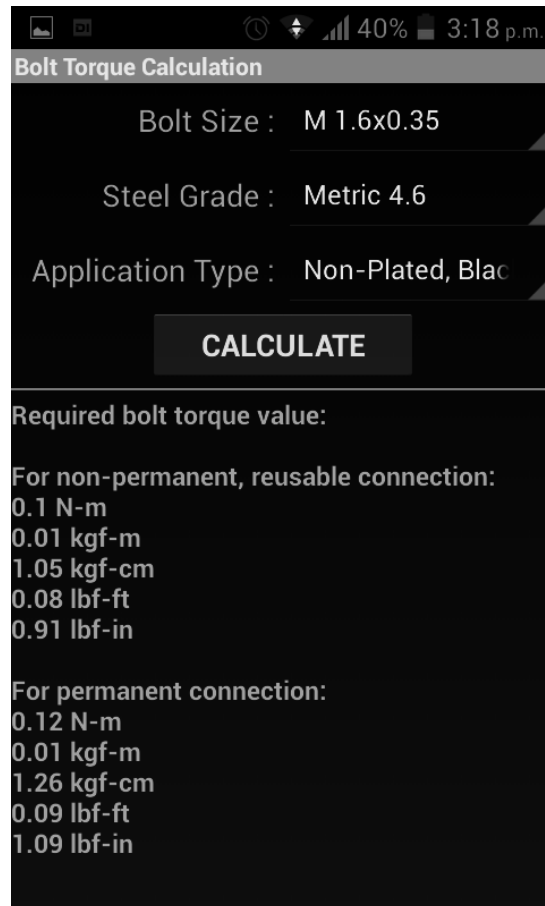 40% 3:18 p.m.
Bolt Torque Calculation
Bolt Size : M 1.6x0.35
Steel Grade : Metric 4.6
Application Type : Non-Plated, Blac
CALCULATE
Required bolt torque value:
For non-permanent, reusable connection:
0.1 N-m
0.01 kgf-m
1.05 kgf-cm
0.08 lbf-ft
0.91 lbf-in
For permanent connection:
0.12 N-m
0.01 kgf-m
1.26 kgf-cm
0.09 lbf-ft
1.09 lbf-in